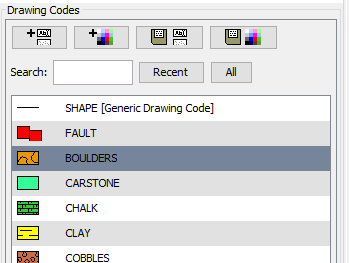 Drawing Codes
Search: Recent All
SHAPE [Generic Drawing Code]
FAULT
BOULDERS
CARSTONE
CHALK
CLAY
COBBLES